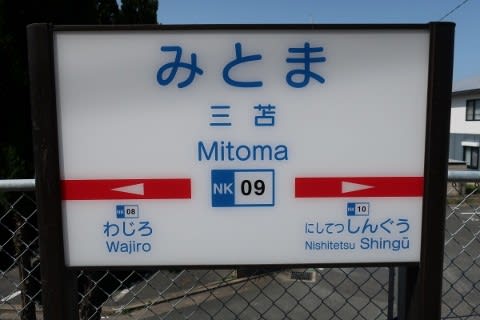 みとま
三苫
Mitoma
NK 09
NK 08
わじろ
Wajiro
NK 10
にしてつしんぐう
Nishitetsu Shingū